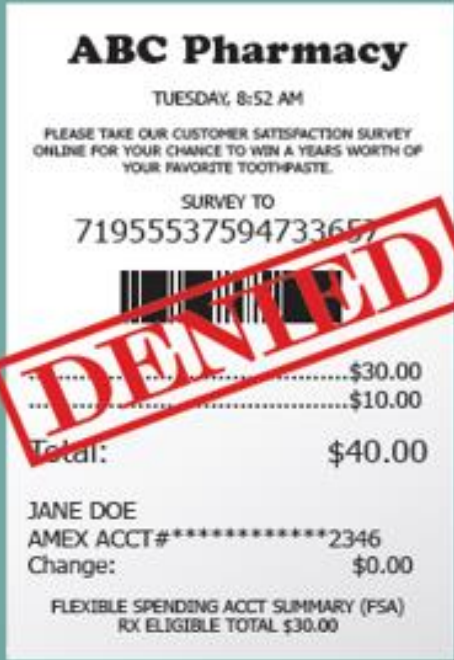 ABC Pharmacy
TUESDAY, 8:52 AM
PLEASE TAKE OUR CUSTOMER SATISFACTION SURVEY
ONLINE FOR YOUR CHANCE TO WIN A YEARS WORTH OF
YOUR FAVORITE TOOTHPASTE.
SURVEY TO
71955537594733657
DENIED
....................................................$30.00
....................................................$10.00
Total: $40.00
JANE DOE
AMEX ACCT#************2346
Change: $0.00
FLEXIBLE SPENDING ACCT SUMMARY (FSA)
RX ELIGIBLE TOTAL $30.00